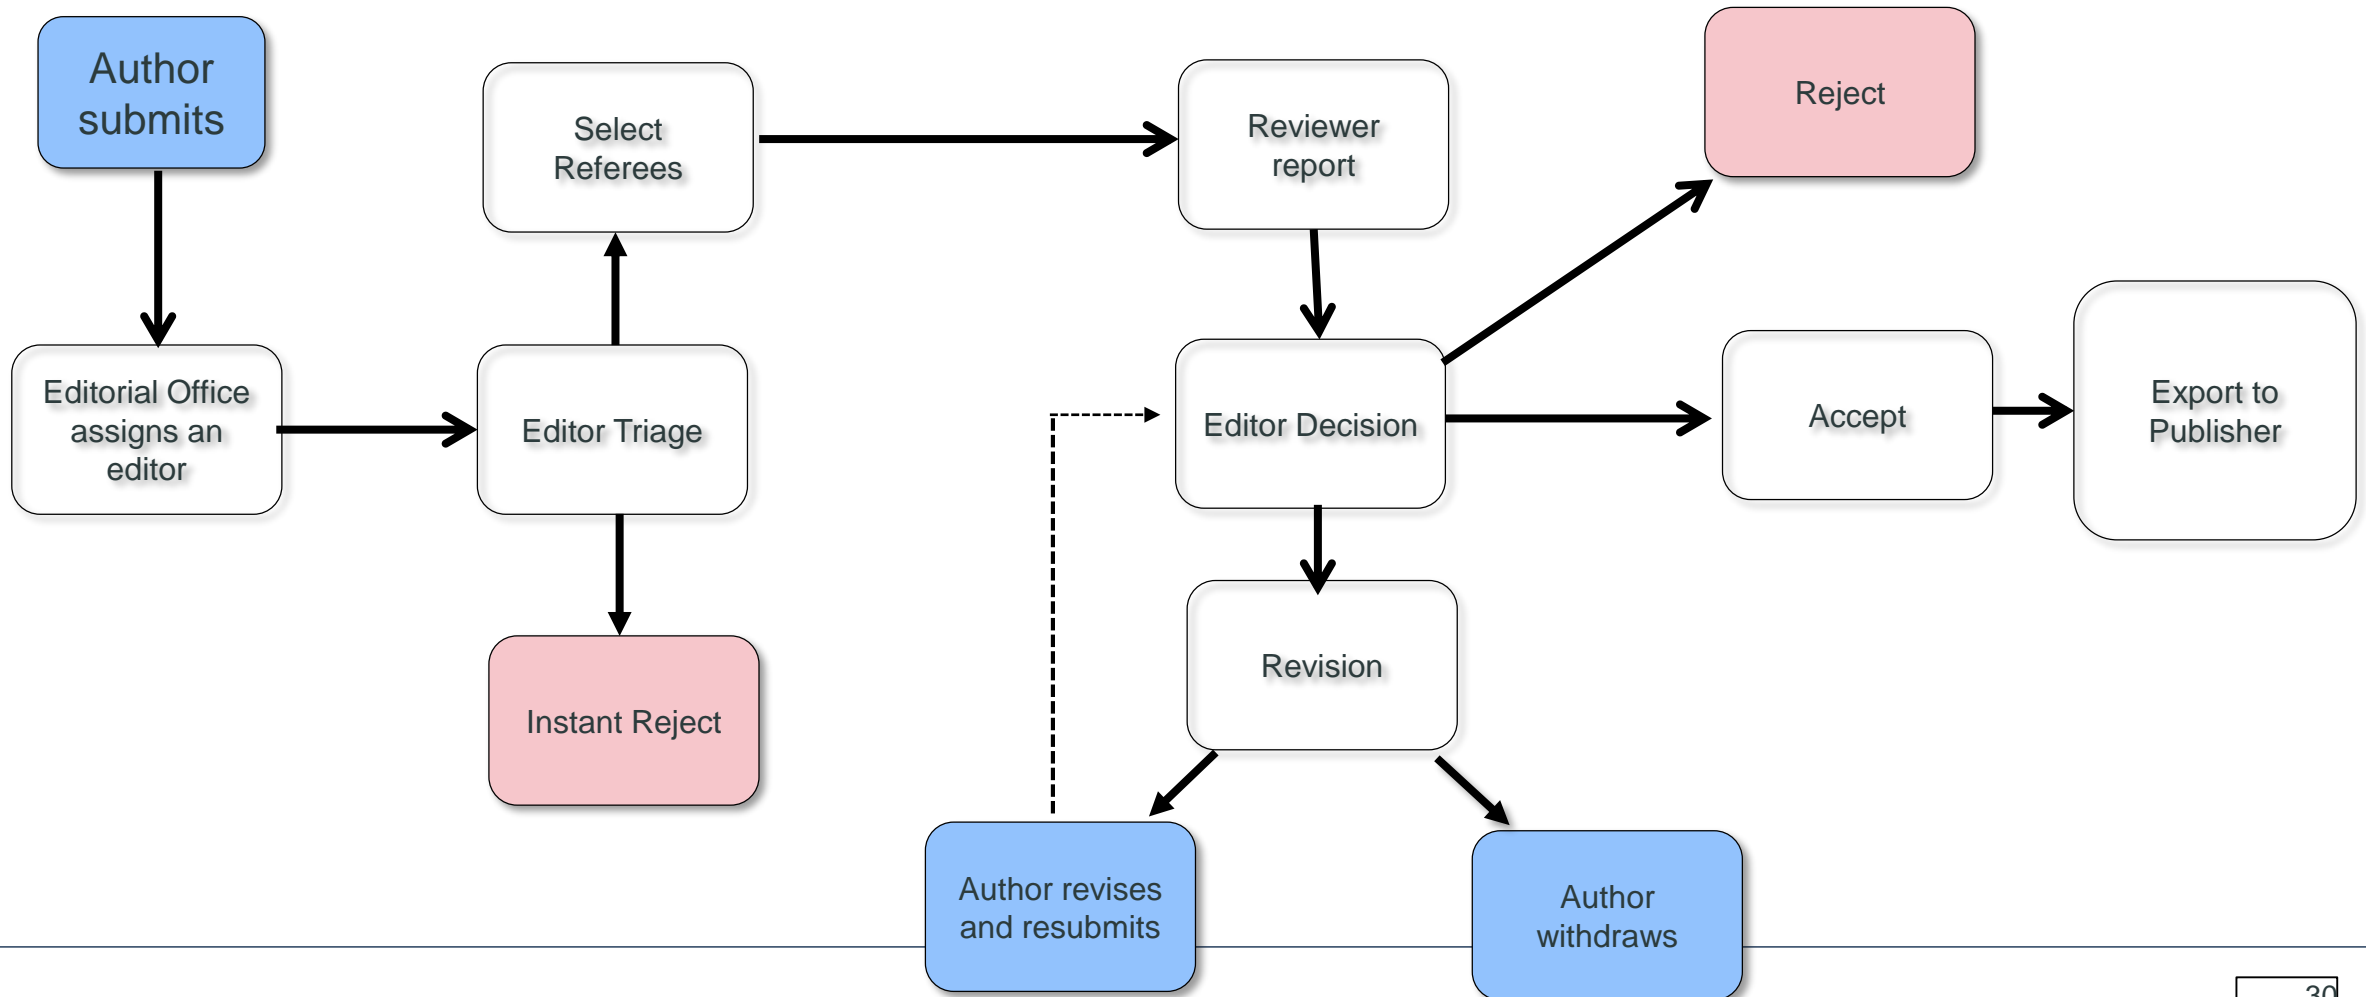 Author
submits
Select
Referees
Reviewer
report
Reject
Editorial Office
assigns an
editor
Editor Triage
Editor Decision
Accept
Export to
Publisher
Instant Reject
Revision
Author revises
and resubmits
Author
withdraws
30